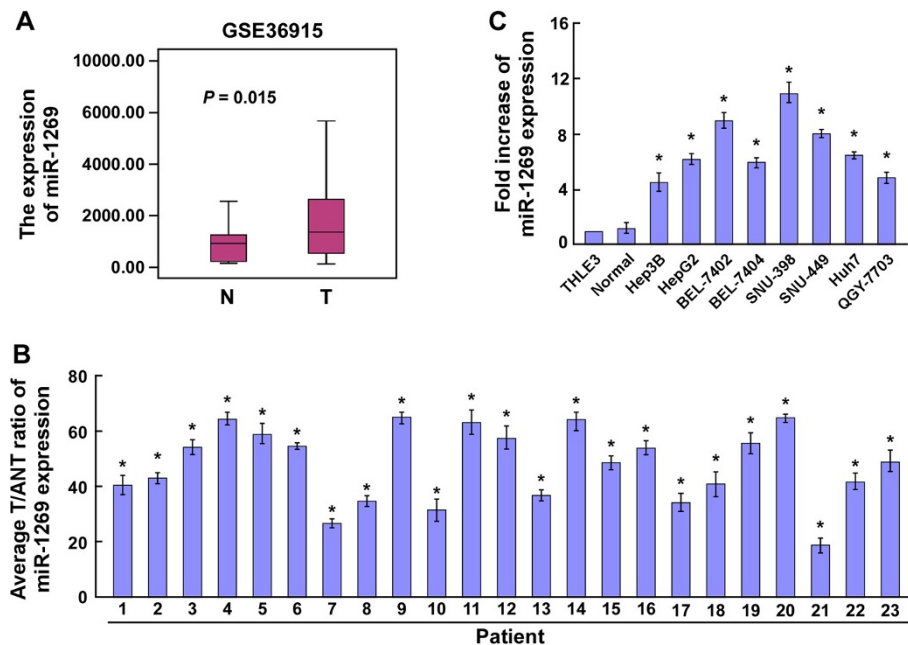 A
GSE36915
The expression
of miR-1269
10000.00
8000.00
6000.00
4000.00
2000.00
0.00
P = 0.015
N
T
C
Fold increase of
miR-1269 expression
16
12
8
4
0
*
*
*
*
*
*
*
*
THLE3
Normal
Hep3B
HepG2
BEL-7402
BEL-7404
SNU-398
SNU-449
Huh7
QGY-7703
B
Average T/ANT ratio of
miR-1269 expression
80
60
40
20
0
* * * * * * * * * * * * * * * * * * * * * * *
1 2 3 4 5 6 7 8 9 10 11 12 13 14 15 16 17 18 19 20 21 22 23
Patient